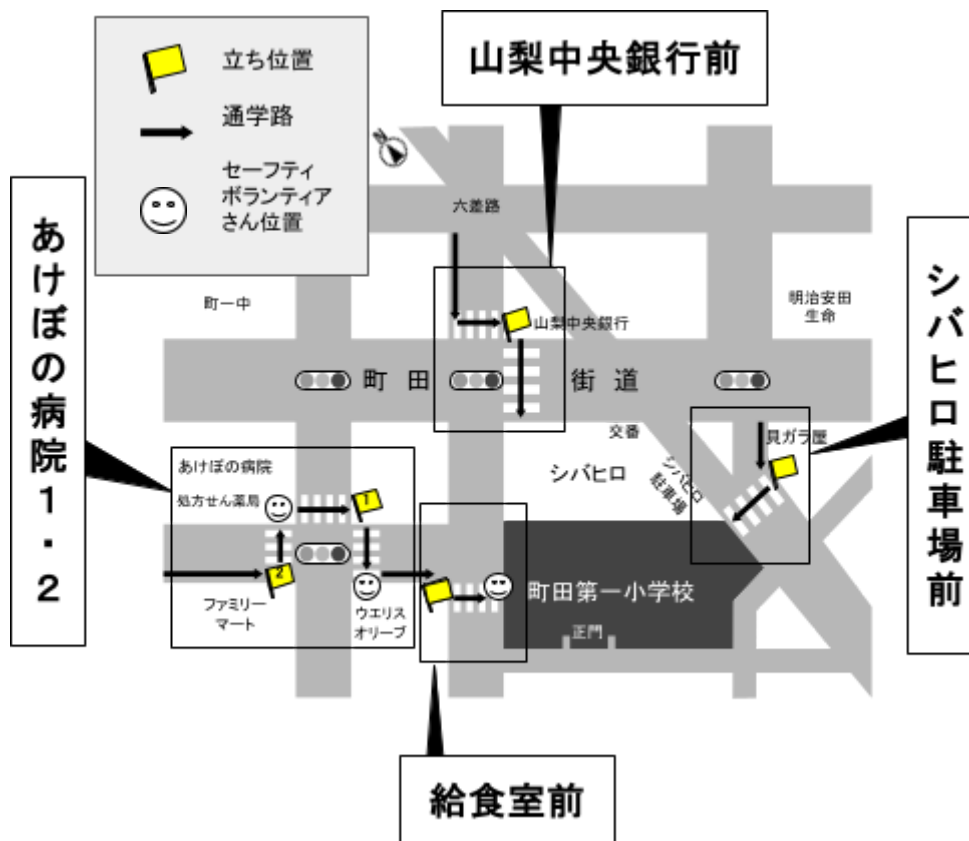 立ち位置
通学路
セーフティ
ボランティア
さん位置
山梨中央銀行前
N
六差路
あけぼの病院1・2
町一中
山梨中央銀行
明治安田
生命
シバヒロ駐車場前
町田
街道
交番
貝ガラ屋
シバヒロ
シバヒロ
駐車場
あけぼの病院
処方せん薬局
1
2
ファミリー
マート
ウエリス
オリーブ
町田第一小学校
正門
給食室前